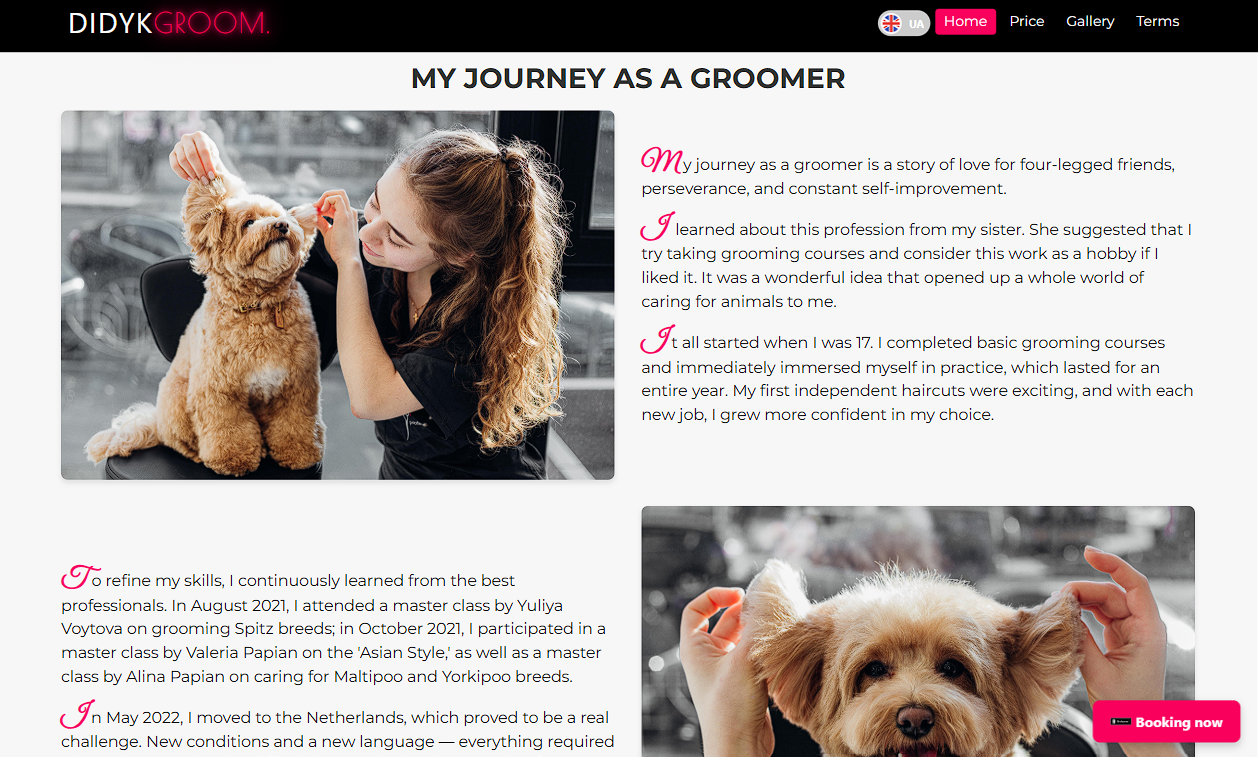 DIDYKGROOM.
UA
Home
Price
Gallery
Terms
MY JOURNEY AS A GROOMER
My journey as a groomer is a story of love for four-legged friends,
perseverance, and constant self-improvement.
I learned about this profession from my sister. She suggested that I
try taking grooming courses and consider this work as a hobby if I
liked it. It was a wonderful idea that opened up a whole world of
caring for animals to me.
It all started when I was 17. I completed basic grooming courses
and immediately immersed myself in practice, which lasted for an
entire year. My first independent haircuts were exciting, and with each
new job, I grew more confident in my choice.
To refine my skills, I continuously learned from the best
professionals. In August 2021, I attended a master class by Yuliya
Voytova on grooming Spitz breeds; in October 2021, I participated in a
master class by Valeria Papian on the 'Asian Style,' as well as a master
class by Alina Papian on caring for Maltipoo and Yorkipoo breeds.
In May 2022, I moved to the Netherlands, which proved to be a real
challenge. New conditions and a new language — everything required
Booking now